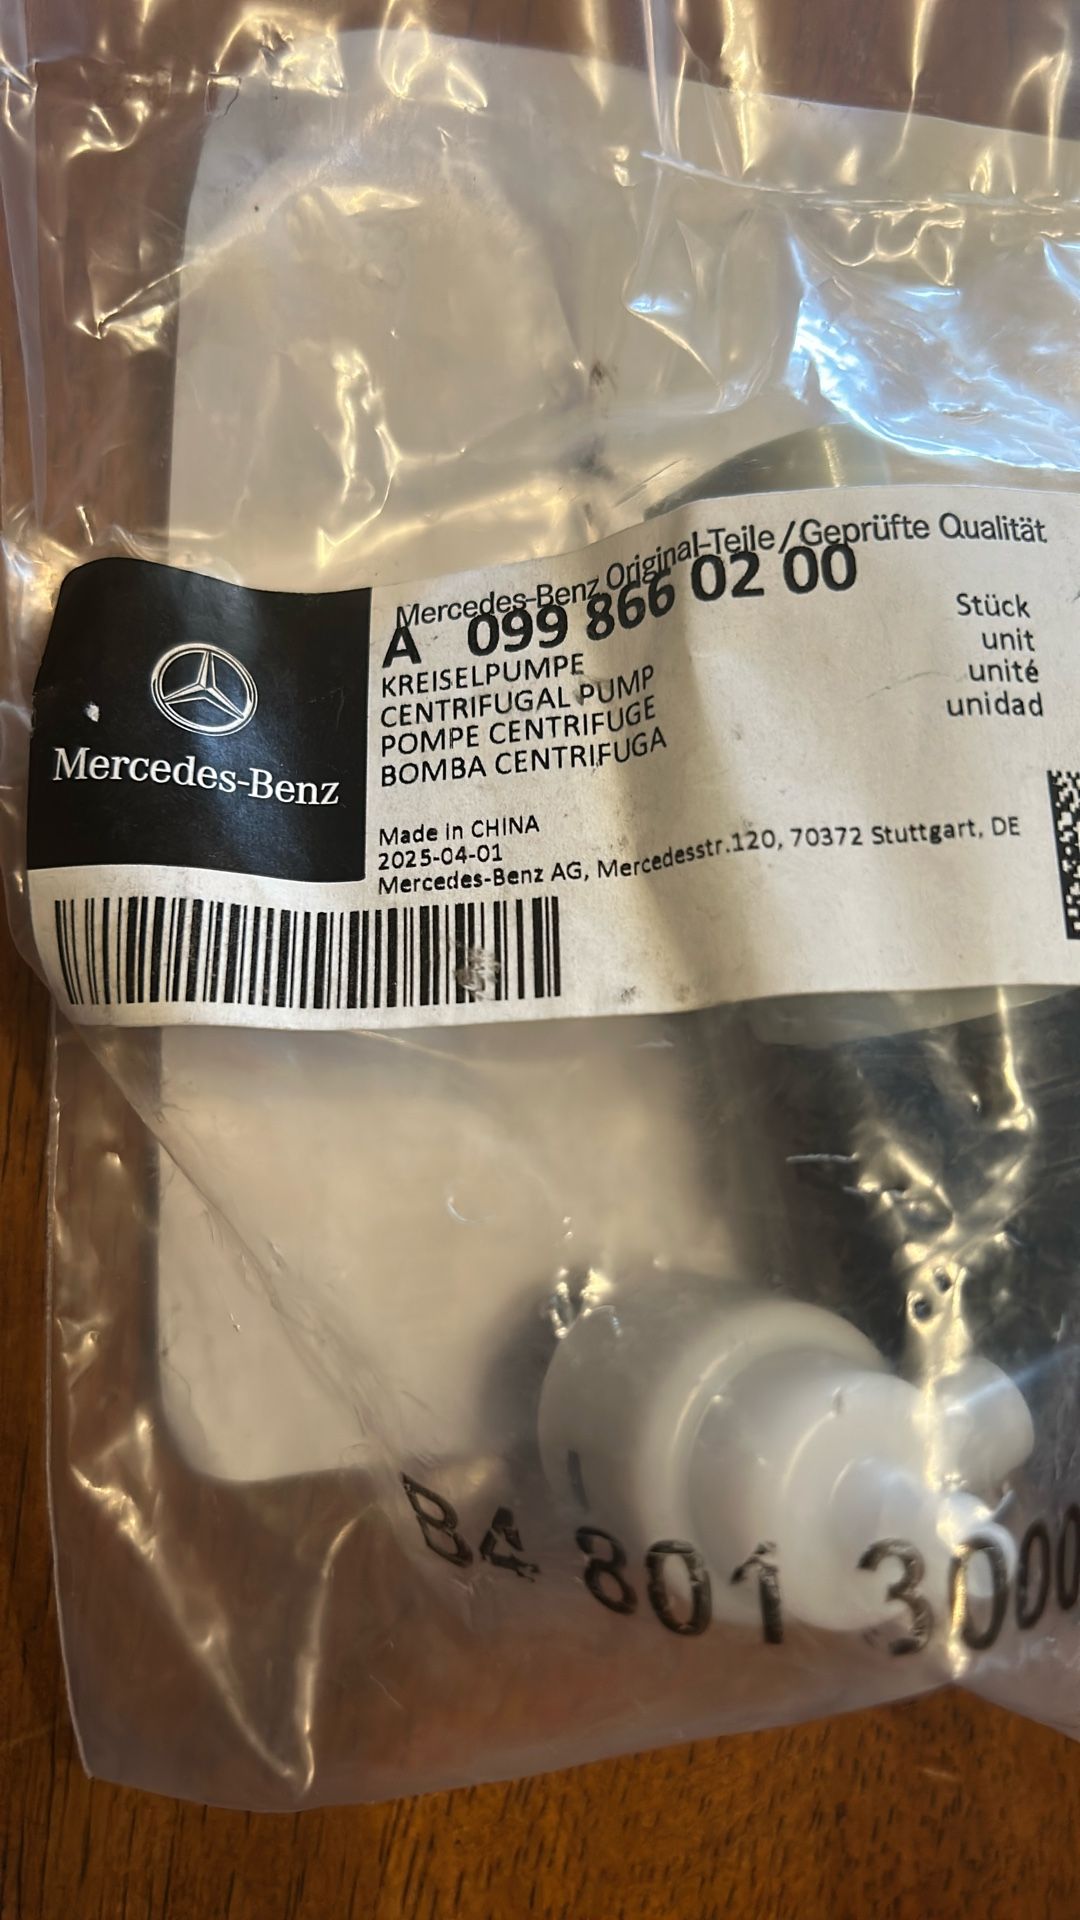 Mercedes-Benz Original-Teile/Geprüfte Qualität
A 099 866 02 00
KREISELPUMPE
CENTRIFUGAL PUMP
POMPE CENTRIFUGE
BOMBA CENTRIFUGA
Stück
unit
unité
unidad
Mercedes-Benz
Made in CHINA
2025-04-01
Mercedes-Benz AG, Mercedesstr.120, 70372 Stuttgart, DE
B4 801 3000